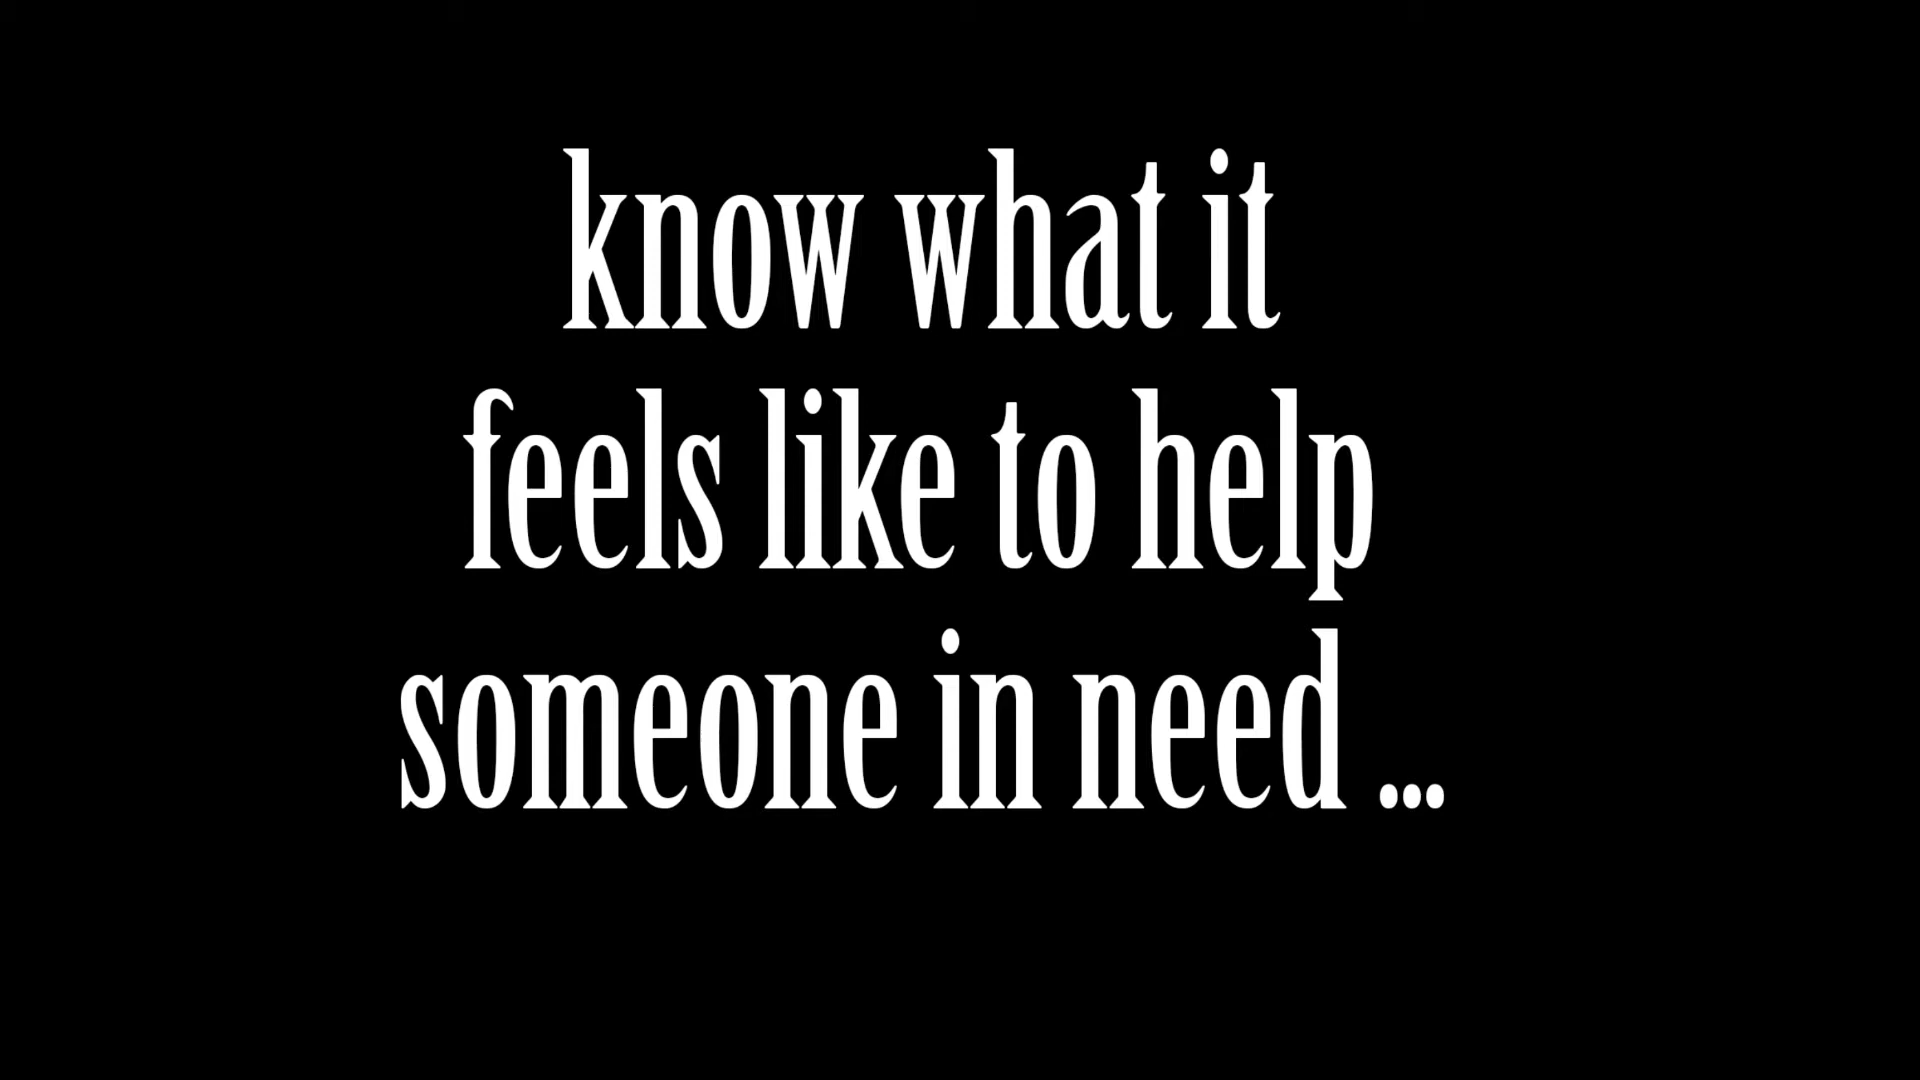 know what it
feels like to help
someone in need ...